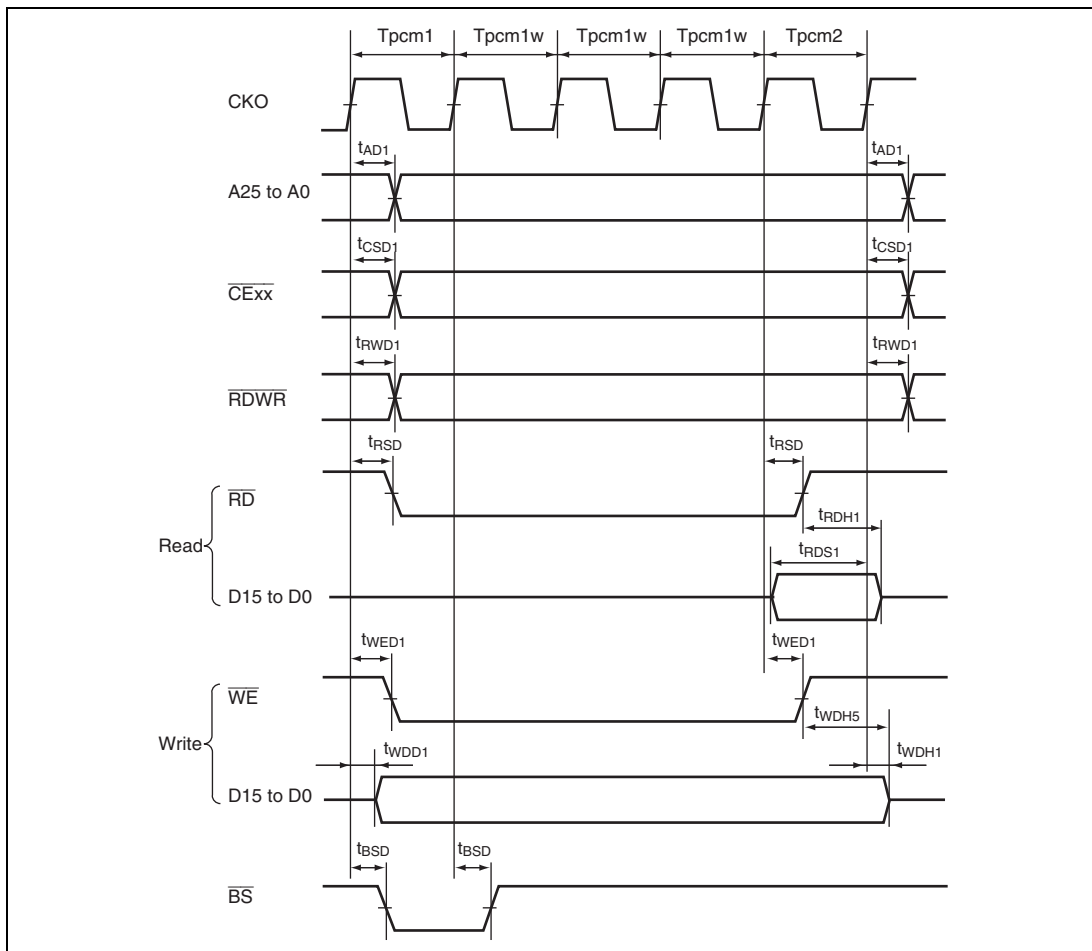 Tpcm1 Tpcm1w Tpcm1w Tpcm1w Tpcm2
CKO
tAD1 tAD1
A25 to A0
tCSD1 tCSD1
CExx
tRWD1 tRWD1
RDWR
tRSD tRSD
RD
tRDH1
Read
tRDS1
D15 to D0
tWED1 tWED1
WE
tWDH5
Write
tWDD1 tWDH1
D15 to D0
tBSD tBSD
BS